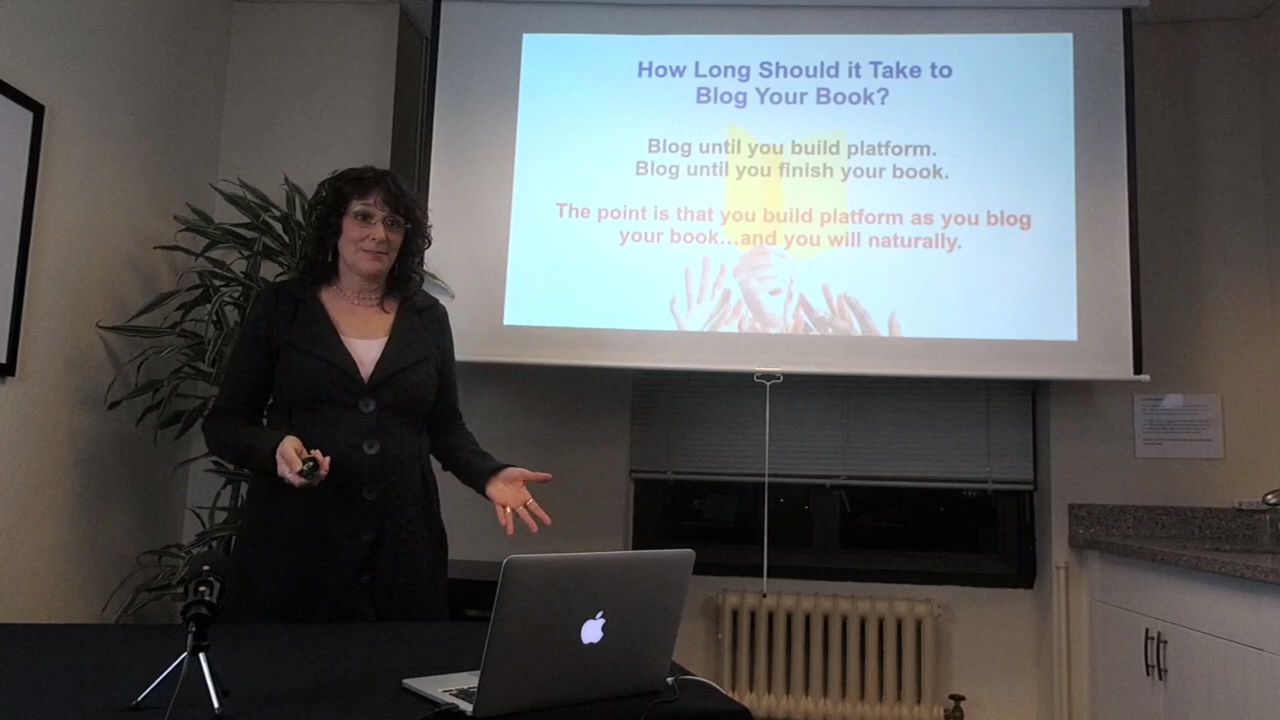 How Long Should it Take to
Blog Your Book?
Blog until you build platform.
Blog until you finish your book.
The point is that you build platform as you blog
your book...and you will naturally.